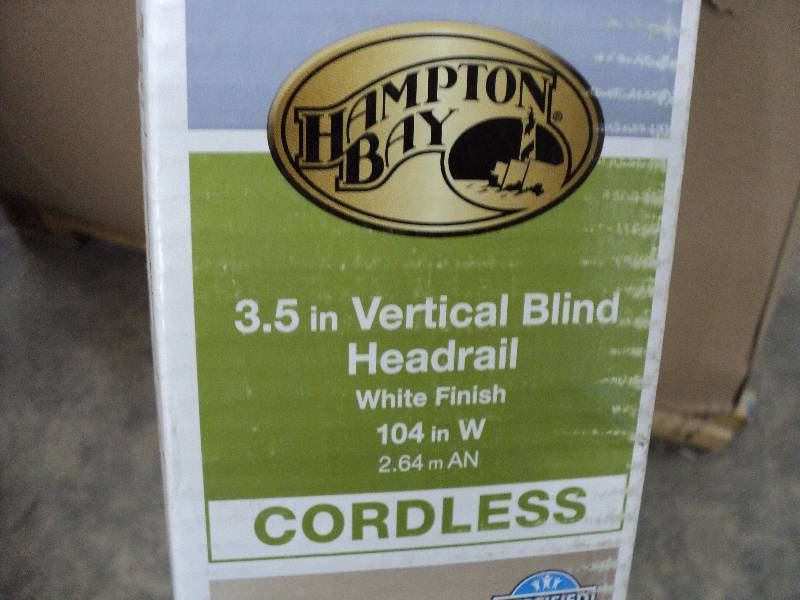 HAMPTON
BAY
®
3.5 in Vertical Blind
Headrail
White Finish
104 in W
2.64 m AN
CORDLESS